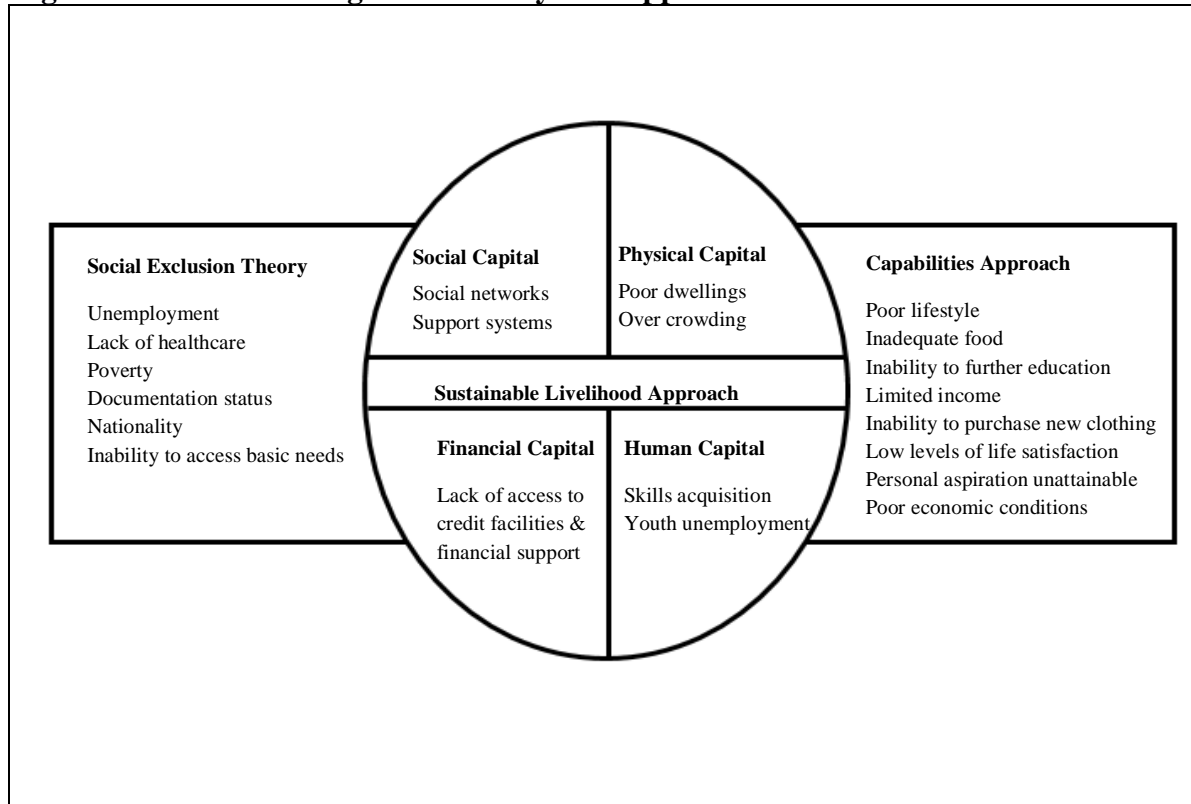 Social Exclusion Theory
Unemployment
Lack of healthcare
Poverty
Documentation status
Nationality
Inability to access basic needs
Social Capital
Social networks
Support systems
Physical Capital
Poor dwellings
Over crowding
Sustainable Livelihood Approach
Financial Capital
Lack of access to
credit facilities &
financial support
Human Capital
Skills acquisition
Youth unemployment
Capabilities Approach
Poor lifestyle
Inadequate food
Inability to further education
Limited income
Inability to purchase new clothing
Low levels of life satisfaction
Personal aspiration unattainable
Poor economic conditions